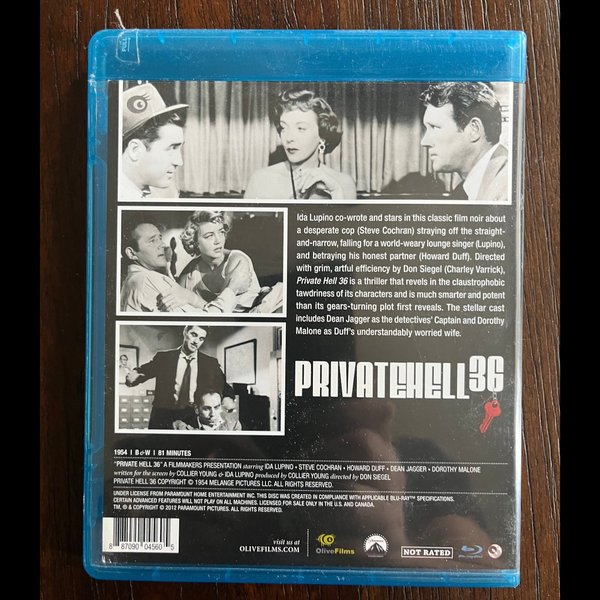 Ida Lupino co-wrote and stars in this classic film noir about
a desperate cop (Steve Cochran) straying off the straight-
and-narrow, falling for a world-weary lounge singer (Lupino),
and betraying his honest partner (Howard Duff). Directed
with grim, artful efficiency by Don Siegel (Charley Varrick),
Private Hell 36 is a thriller that revels in the claustrophobic
tawdriness of its characters and is much smarter and potent
than its gears-turning plot first reveals. The stellar cast
includes Dean Jagger as the detectives' Captain and Dorothy
Malone as Duff's understandably worried wife.
PRIVATEHELL36
1954 | B&W | 81 MINUTES
"PRIVATE HELL 36" A FILMMAKERS PRESENTATION starring IDA LUPINO • STEVE COCHRAN • HOWARD DUFF • DEAN JAGGER • DOROTHY MALONE
written for the screen by COLLIER YOUNG & IDA LUPINO produced by COLLIER YOUNG directed by DON SIEGEL
PRIVATE HELL 36 COPYRIGHT © 1954 MELANGE PICTURES LLC. ALL RIGHTS RESERVED.
UNDER LICENSE FROM PARAMOUNT HOME ENTERTAINMENT INC. THIS DISC WAS CREATED IN COMPLIANCE WITH APPLICABLE BLU-RAY™ SPECIFICATIONS.
CERTAIN ADVANCED FEATURES WILL NOT PLAY ON ALL MACHINES. LICENSED FOR SALE ONLY IN THE U.S. AND CANADA.
TM, ® & COPYRIGHT © 2012 PARAMOUNT PICTURES. ALL RIGHTS RESERVED.
8 87090 04560 5
visit us at
OLIVEFILMS.COM
OliveFilms
NOT RATED